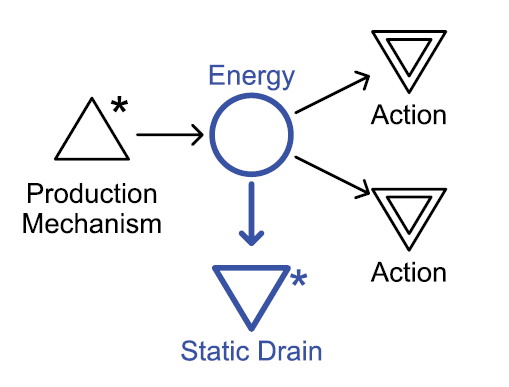 Energy
Action
*
Production
Mechanism
Action
*
Static Drain